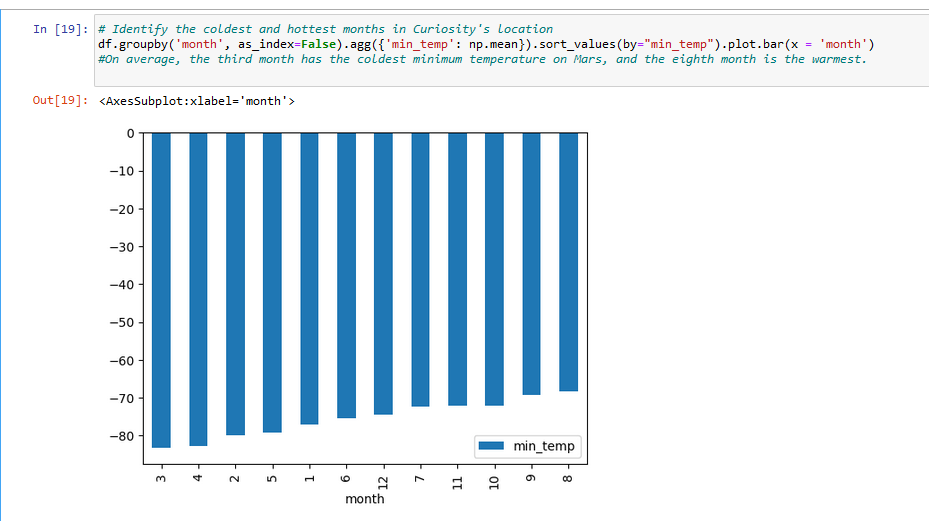 In [19]: # Identify the coldest and hottest months in Curiosity's location
df.groupby('month', as_index=False).agg({'min_temp': np.mean}).sort_values(by="min_temp").plot.bar(x = 'month')
#On average, the third month has the coldest minimum temperature on Mars, and the eighth month is the warmest.
Out[19]: <AxesSubplot:xlabel='month'>
0
−10
−20
−30
−40
−50
−60
−70
−80
min_temp
3 4 2 5 1 6 12 7 11 10 9 8
month